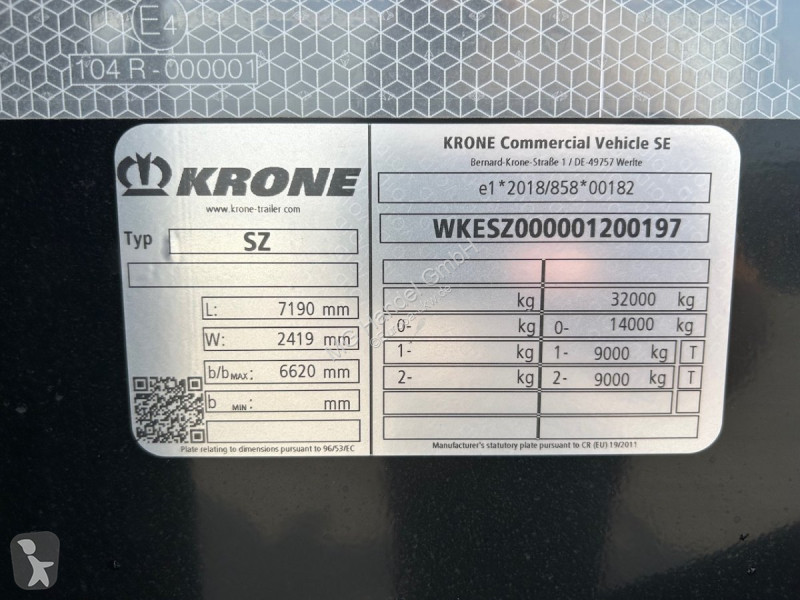 E4
104 R - 000001
KRONE
www.krone-trailer.com
Typ SZ
L: 7190 mm
W: 2419 mm
b/b MAX: 6620 mm
b MIN: mm
Plate relating to dimensions pursuant to 96/53/EC
KRONE Commercial Vehicle SE
Bernard-Krone-Straße 1 / DE-49757 Werlte
e1*2018/858*00182
WKESZ000001200197
kg 32000 kg
0- kg 0- 14000 kg
1- kg 1- 9000 kg T
2- kg 2- 9000 kg T
Manufacturer's statutory plate pursuant to CR (EU) 19/2011